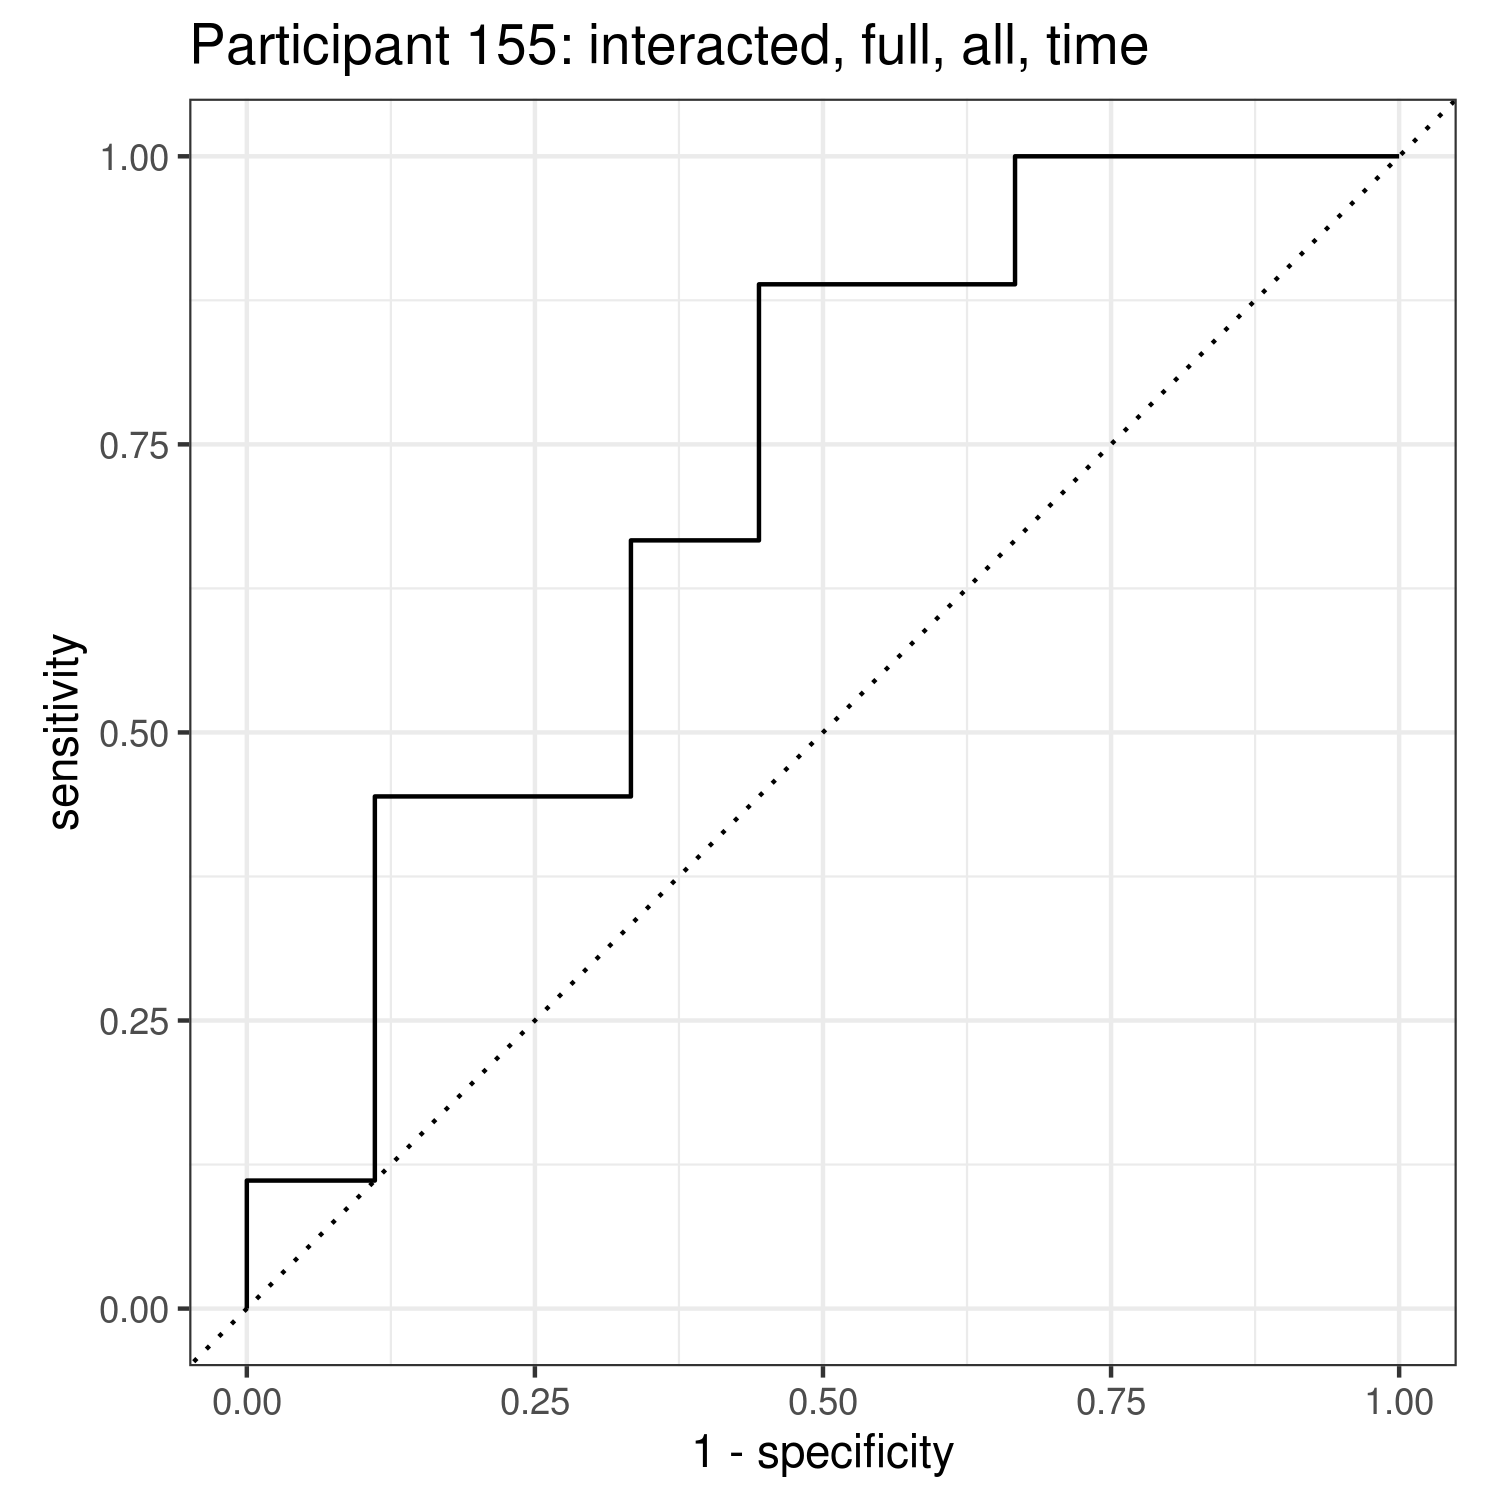 Participant 155: interacted, full, all, time
1.00
0.75
0.50
0.25
0.00
sensitivity
0.00 0.25 0.50 0.75 1.00
1 - specificity